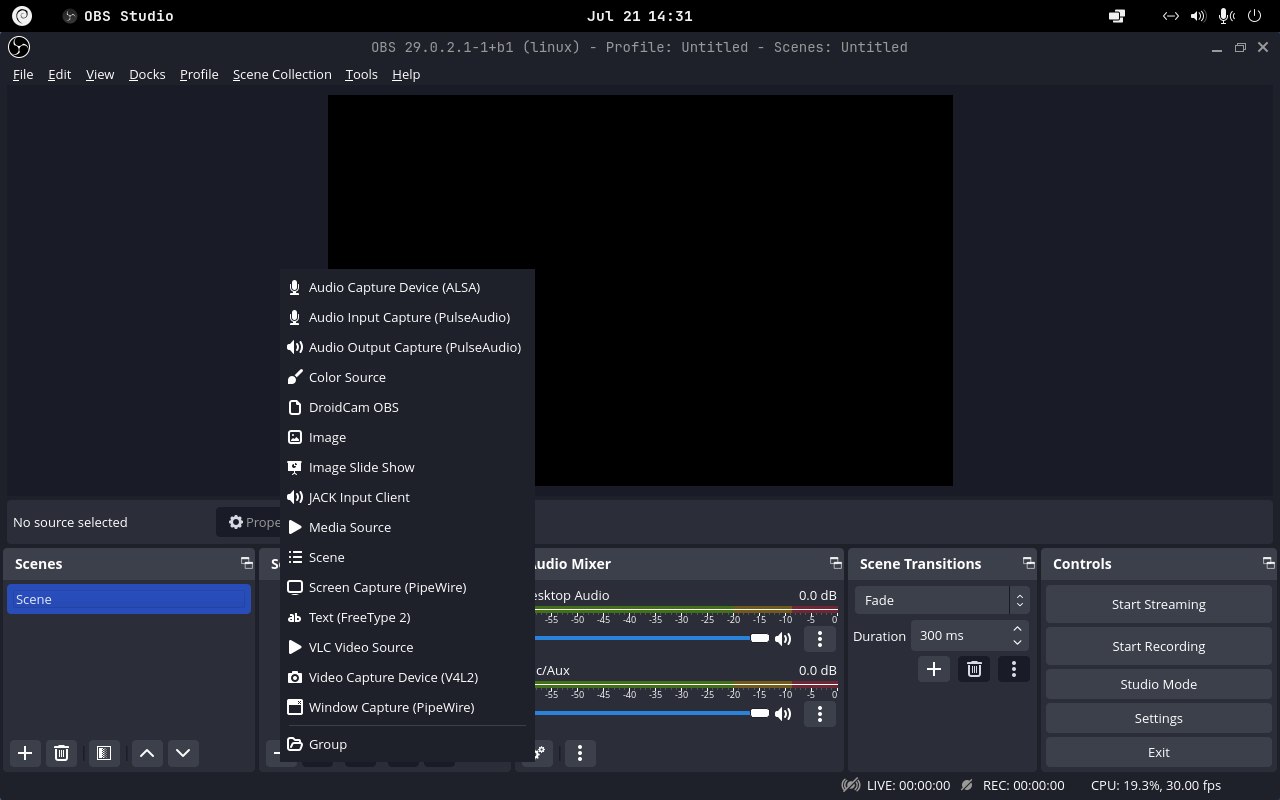 OBS Studio
Jul 21 14:31
OBS 29.0.2.1-1+b1 (linux) - Profile: Untitled - Scenes: Untitled
File Edit View Docks Profile Scene Collection Tools Help
Audio Capture Device (ALSA)
Audio Input Capture (PulseAudio)
Audio Output Capture (PulseAudio)
Color Source
DroidCam OBS
Image
Image Slide Show
JACK Input Client
Media Source
Scene
Screen Capture (PipeWire)
ab Text (FreeType 2)
VLC Video Source
Video Capture Device (V4L2)
Window Capture (PipeWire)
Group
No source selected
Prope
Scenes
Scene
udio Mixer
esktop Audio 0.0 dB
-55 -50 -45 -40 -35 -30 -25 -20 -15 -10 -5 0
c/Aux 0.0 dB
-55 -50 -45 -40 -35 -30 -25 -20 -15 -10 -5 0
Scene Transitions
Fade
Duration 300 ms
Controls
Start Streaming
Start Recording
Studio Mode
Settings
Exit
LIVE: 00:00:00 REC: 00:00:00 CPU: 19.3%, 30.00 fps